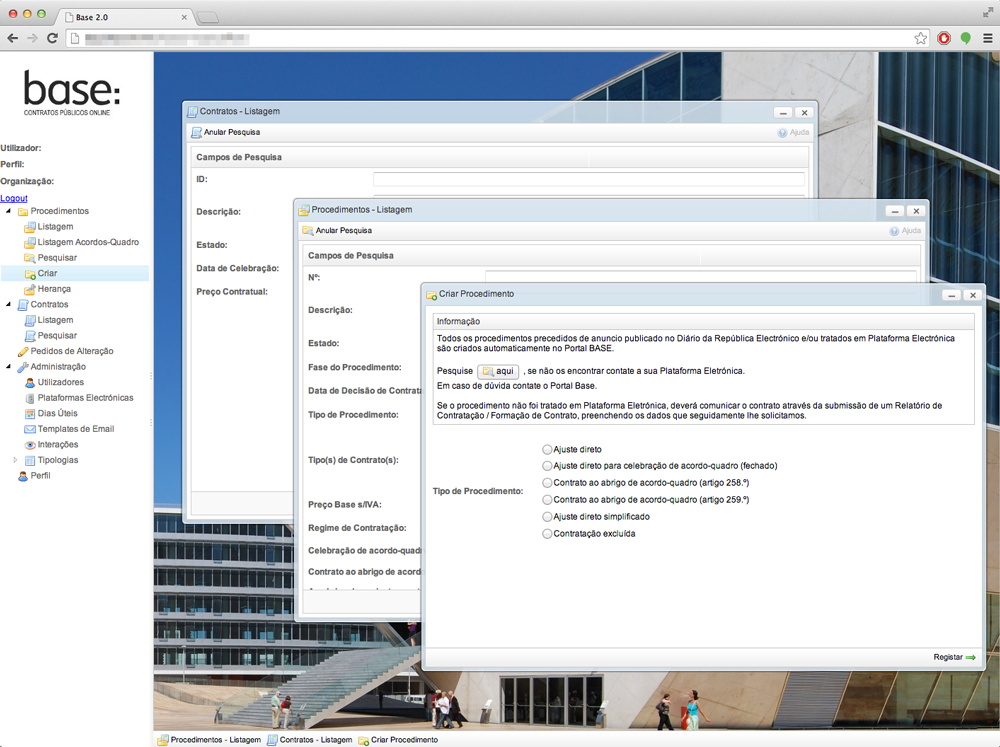 Base 2.0
base:
CONTRATOS PÚBLICOS ONLINE
Utilizador:
Perfil:
Organização:
Logout
Procedimentos
Listagem
Listagem Acordos-Quadro
Pesquisar
Criar
Herança
Contratos
Listagem
Pesquisar
Pedidos de Alteração
Administração
Utilizadores
Plataformas Electrónicas
Dias Úteis
Templates de Email
Interações
Tipologias
Perfil
Contratos - Listagem
Anular Pesquisa
Ajuda
Campos de Pesquisa
ID:
Descrição:
Estado:
Data de Celebração:
Preço Contratual:
Procedimentos - Listagem
Anular Pesquisa
Ajuda
Campos de Pesquisa
Nº:
Descrição:
Estado:
Fase do Procedimento:
Data de Decisão de Contrata
Tipo de Procedimento:
Tipo(s) de Contrato(s):
Preço Base s/IVA:
Regime de Contratação:
Celebração de acordo-quadr
Contrato ao abrigo de acord
Criar Procedimento
Informação
Todos os procedimentos precedidos de anuncio publicado no Diário da República Electrónico e/ou tratados em Plataforma Electrónica
são criados automaticamente no Portal BASE.
Pesquise aqui , se não os encontrar contate a sua Plataforma Eletrónica.
Em caso de dúvida contate o Portal Base.
Se o procedimento não foi tratado em Plataforma Eletrónica, deverá comunicar o contrato através da submissão de um Relatório de
Contratação / Formação de Contrato, preenchendo os dados que seguidamente lhe solicitamos.
Tipo de Procedimento:
Ajuste direto
Ajuste direto para celebração de acordo-quadro (fechado)
Contrato ao abrigo de acordo-quadro (artigo 258.º)
Contrato ao abrigo de acordo-quadro (artigo 259.º)
Ajuste direto simplificado
Contratação excluída
Registar
Procedimentos - Listagem Contratos - Listagem Criar Procedimento